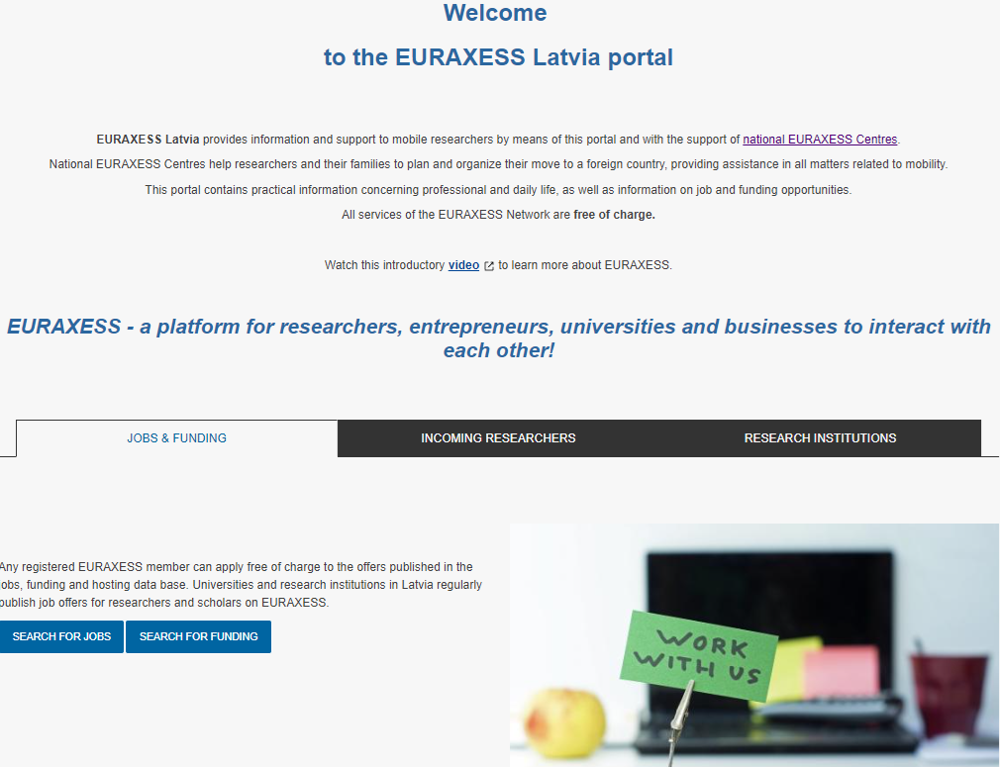 Welcome
to the EURAXESS Latvia portal
EURAXESS Latvia provides information and support to mobile researchers by means of this portal and with the support of national EURAXESS Centres.
National EURAXESS Centres help researchers and their families to plan and organize their move to a foreign country, providing assistance in all matters related to mobility.
This portal contains practical information concerning professional and daily life, as well as information on job and funding opportunities.
All services of the EURAXESS Network are free of charge.
Watch this introductory video to learn more about EURAXESS.
EURAXESS - a platform for researchers, entrepreneurs, universities and businesses to interact with
each other!
JOBS & FUNDING
INCOMING RESEARCHERS
RESEARCH INSTITUTIONS
Any registered EURAXESS member can apply free of charge to the offers published in the
jobs, funding and hosting data base. Universities and research institutions in Latvia regularly
publish job offers for researchers and scholars on EURAXESS.
SEARCH FOR JOBS
SEARCH FOR FUNDING
WORK
WITH US